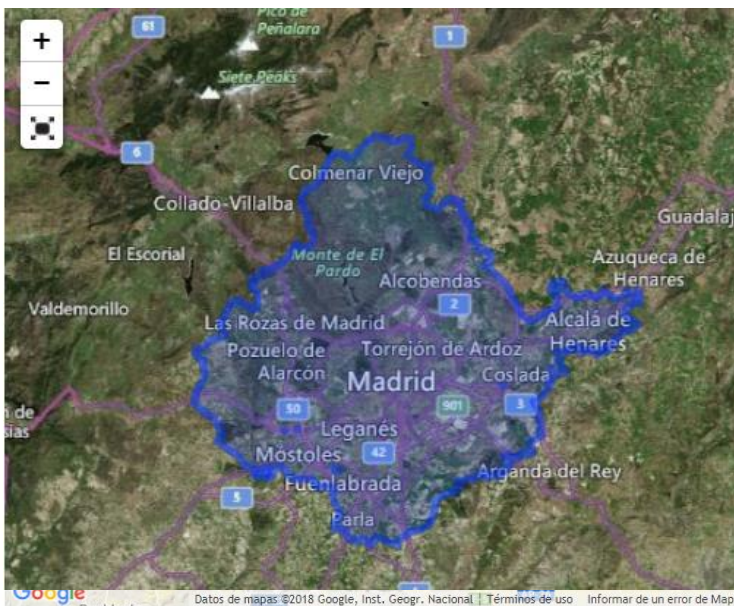 Pico de
Peñalara
61
+
1
−
Siete Peaks
6
Colmenar Viejo
Collado-Villalba
Guadalaj
El Escorial
Monte de El
Pardo
Azuqueca de
Henares
Alcobendas
2
Valdemorillo
Las Rozas de Madrid
Alcalá de
Henares
Pozuelo de
Alarcón
Torrejón de Ardoz
Madrid
Coslada
50
901
3
n de
sias
Leganés
Móstoles
42
Arganda del Rey
Fuenlabrada
5
Parla
Google
Datos de mapas ©2018 Google, Inst. Geogr. Nacional
Términos de uso
Informar de un error de Map